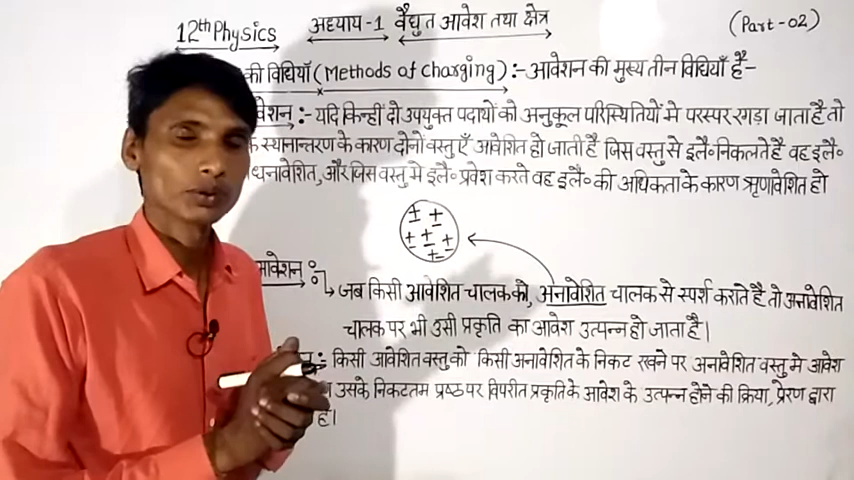 12th Physics अध्याय-1 वैद्युत आवेश तथा क्षेत्र (Part-02)
की विधियाँ (Methods of Charging) :- आवेशन की मुख्य तीन विधियाँ है-
वेशन :- यदि किन्हीं दो उपयुक्त पदार्थो को अनुकूल परिस्थितियों मे परस्पर रगड़ा जाता है तो
के स्थानान्तरण के कारण दोनों वस्तुएँ आवेशित हो जाती है जिस वस्तु से इलै० निकलते है वह इलै०
धनावेशित, और जिस वस्तु मे इलै० प्रवेश करते वह इलै० की अधिकता के कारण ऋणावेशित हो
± ± ± ± ± ±
आवेशन :- जब किसी आवेशित चालक को, अनावेशित चालक से स्पर्श कराते है तो अनावेशित
चालक पर भी उसी प्रकृति का आवेश उत्पन्न हो जाता है।
:- किसी आवेशित वस्तु को किसी अनावेशित के निकट रखने पर अनावेशित वस्तु मे आवेश
उसके निकटतम प्रष्ठ पर विपरीत प्रकृति के आवेश के उत्पन्न होने की क्रिया, प्रेरण द्वारा
है।